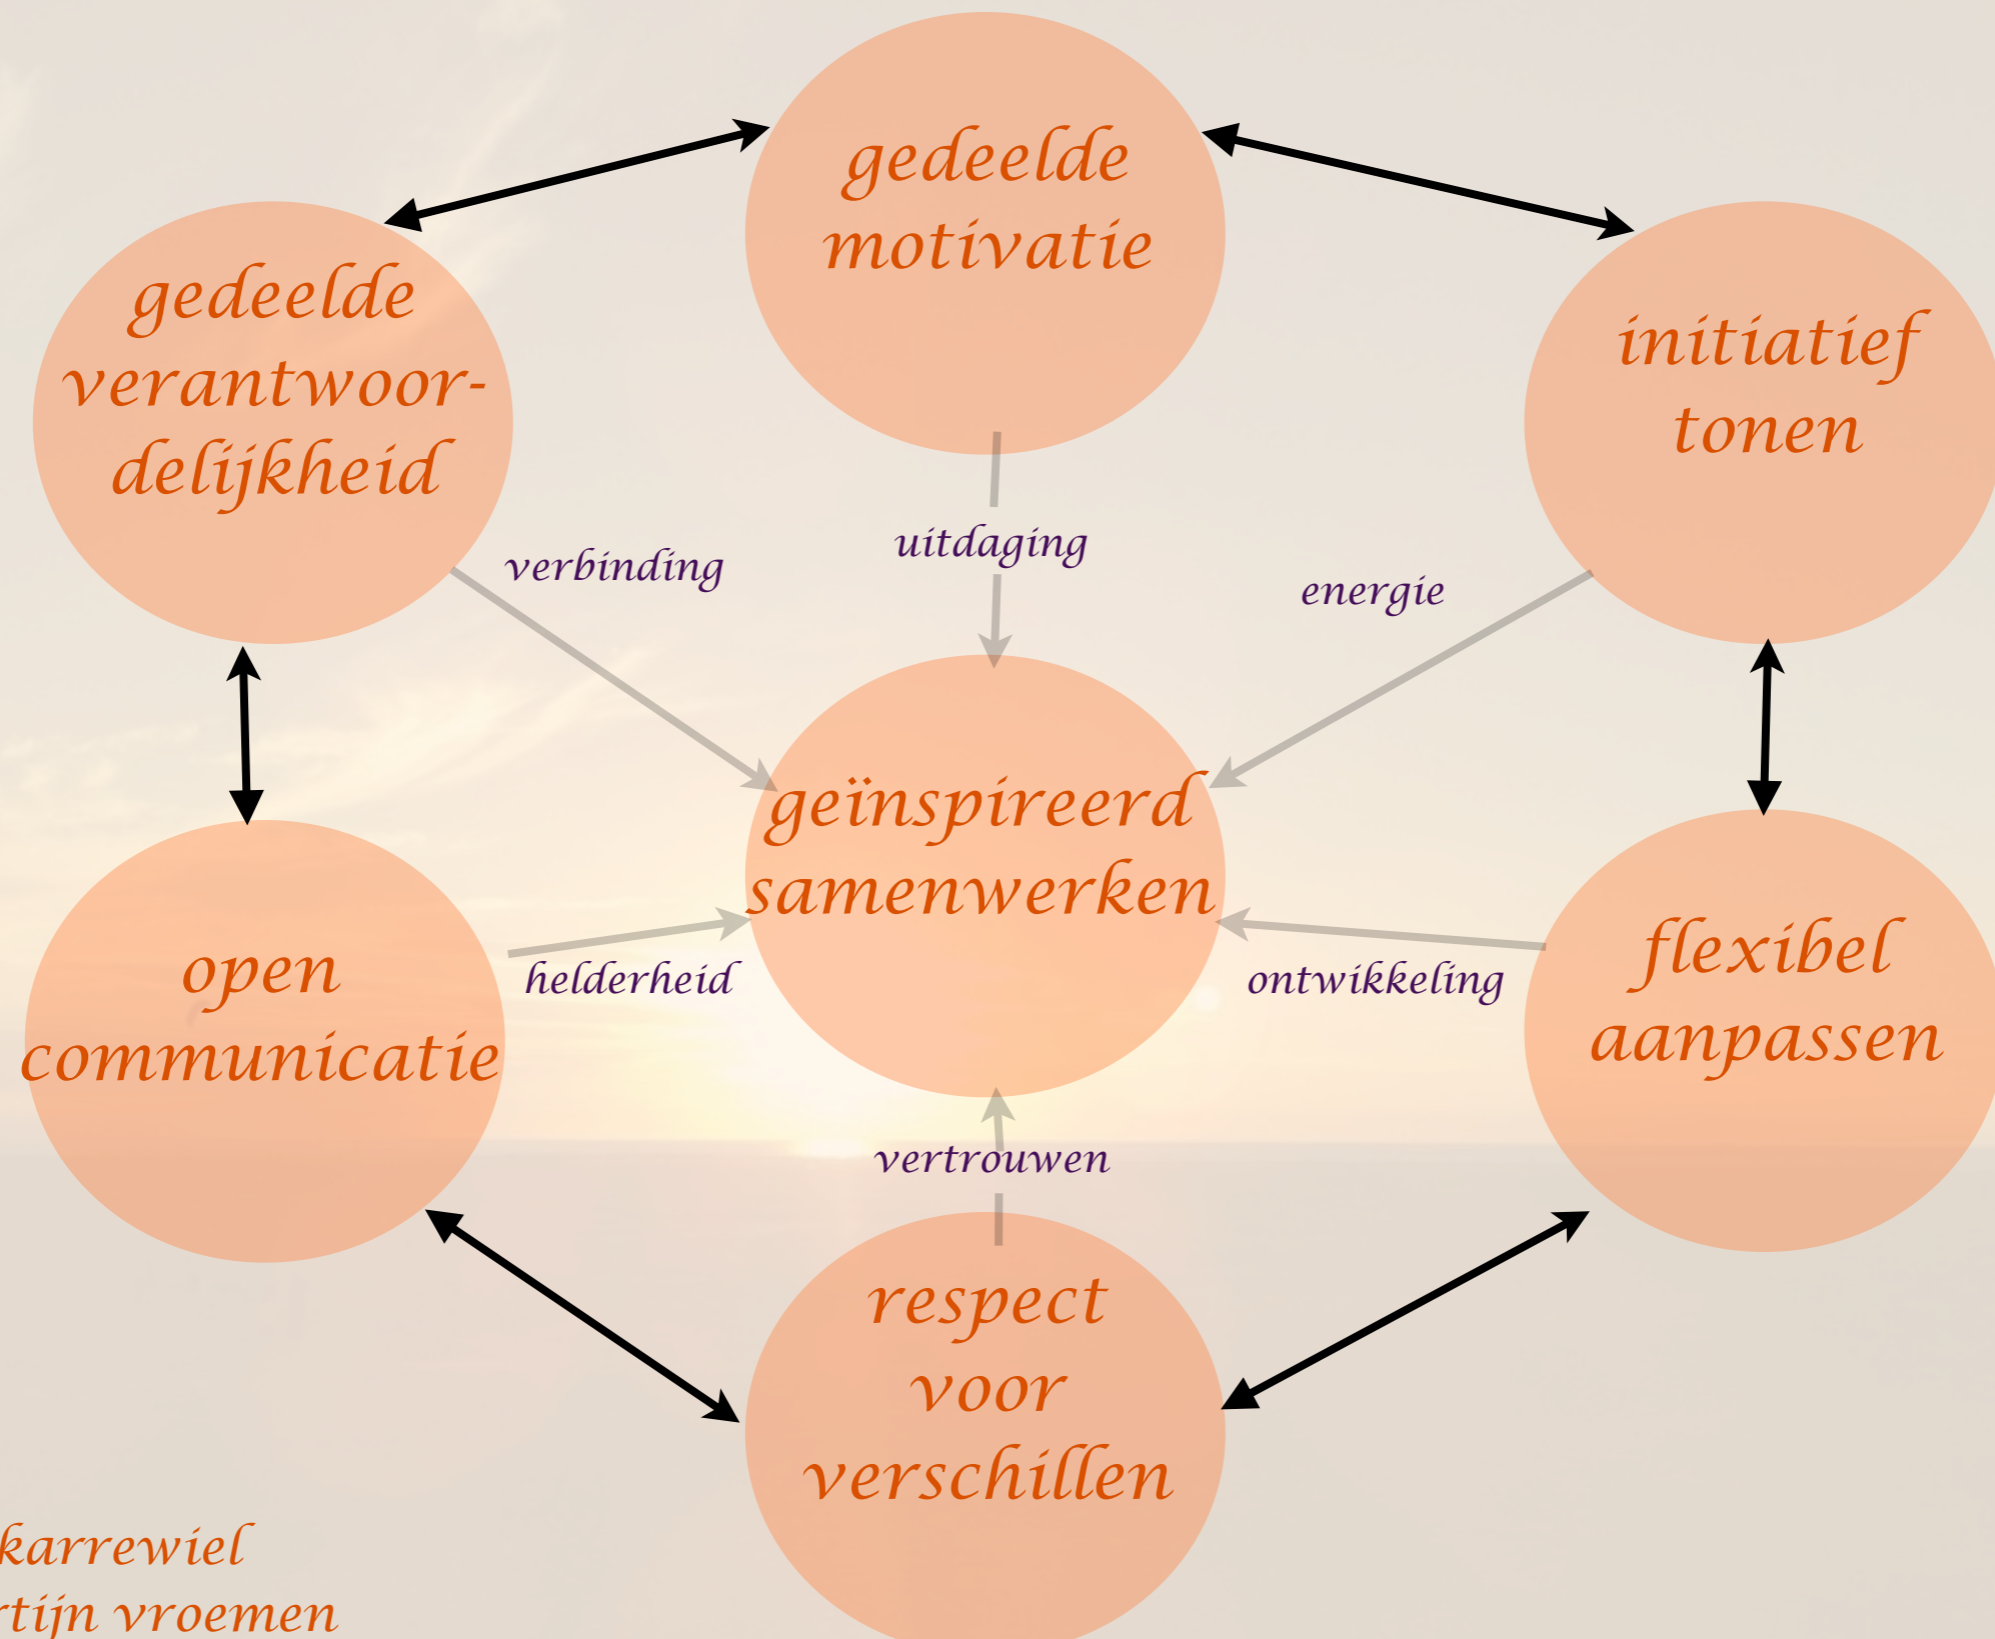 gedeelde
motivatie
gedeelde
verantwoor-
delijkheid
initiatief
tonen
verbinding
uitdaging
energie
geïnspireerd
samenwerken
open
communicatie
helderheid
ontwikkeling
flexibel
aanpassen
vertrouwen
respect
voor
verschillen
karrewiel
rtijn vroemen